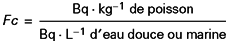 Fc = Bq · kg⁻¹ de poisson
Bq · L⁻¹ d'eau douce ou marine